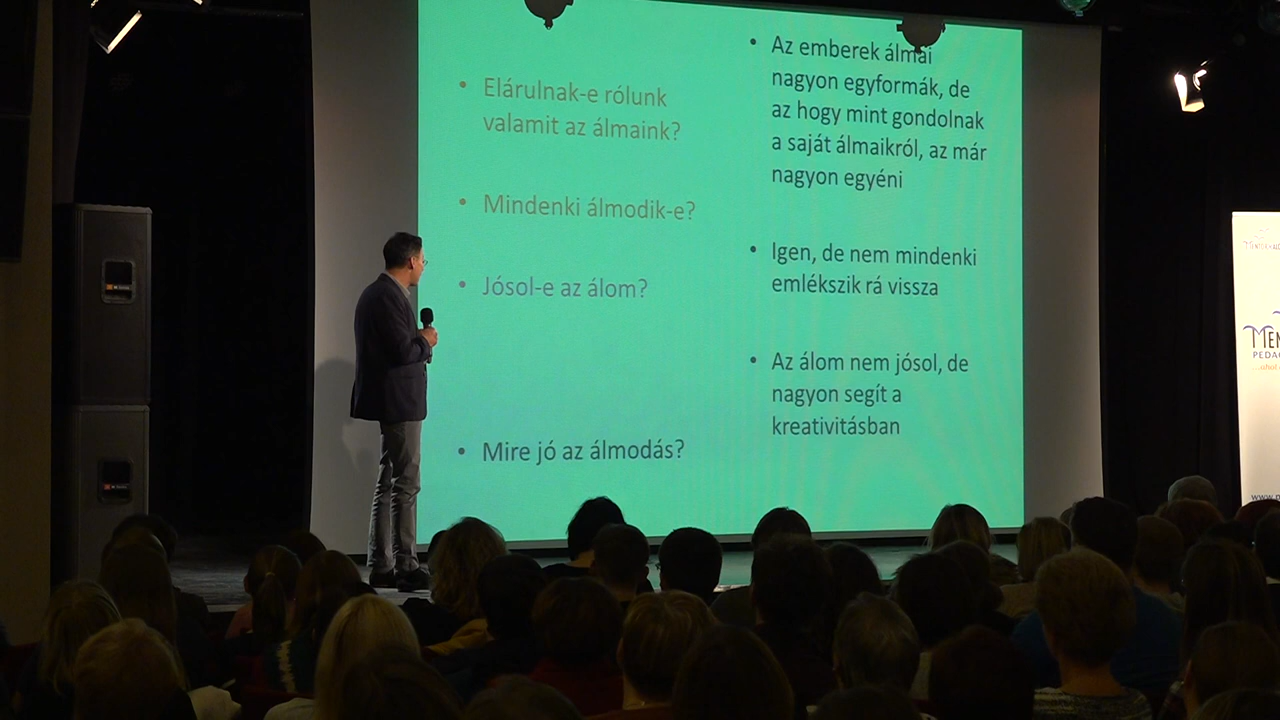 • Elárulnak-e rólunk
valamit az álmaink?
• Mindenki álmodik-e?
• Jósol-e az álom?
• Mire jó az álmodás?
• Az emberek álmai
nagyon egyformák, de
az hogy mint gondolnak
a saját álmaikról, az már
nagyon egyéni
• Igen, de nem mindenki
emlékszik rá vissza
• Az álom nem jósol, de
nagyon segít a
kreativitásban